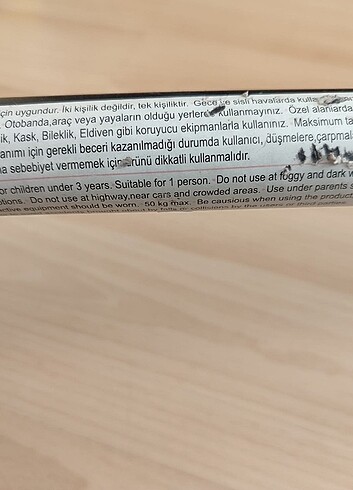 için uygundur. İki kişilik değildir, tek kişiliktir. Gece ve sisli havalarda
Otobanda,araç veya yayaların olduğu yerlerde kullanmayınız. Özel alanlarda
ik, Kask, Bileklik, Eldiven gibi koruyucu ekipmanlarla kullanınız. Maksimum ta
anımı için gerekli beceri kazanılmadığı durumda kullanıcı, düşmelere,çarpmala
a sebebiyet vermemek için ürünü dikkatli kullanmalıdır.
or children under 3 years. Suitable for 1 person. Do not use at foggy and dark w
tions. Do not use at highway,near cars and crowded areas. Use under parents s
ctive equipment should be worn. 50 kg max. Be causious when using the product